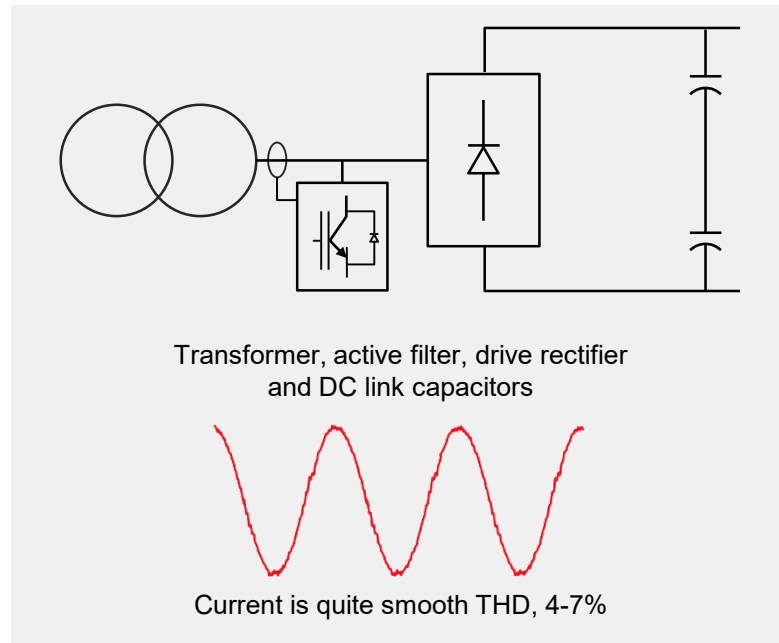 Transformer, active filter, drive rectifier
and DC link capacitors
Current is quite smooth THD, 4-7%